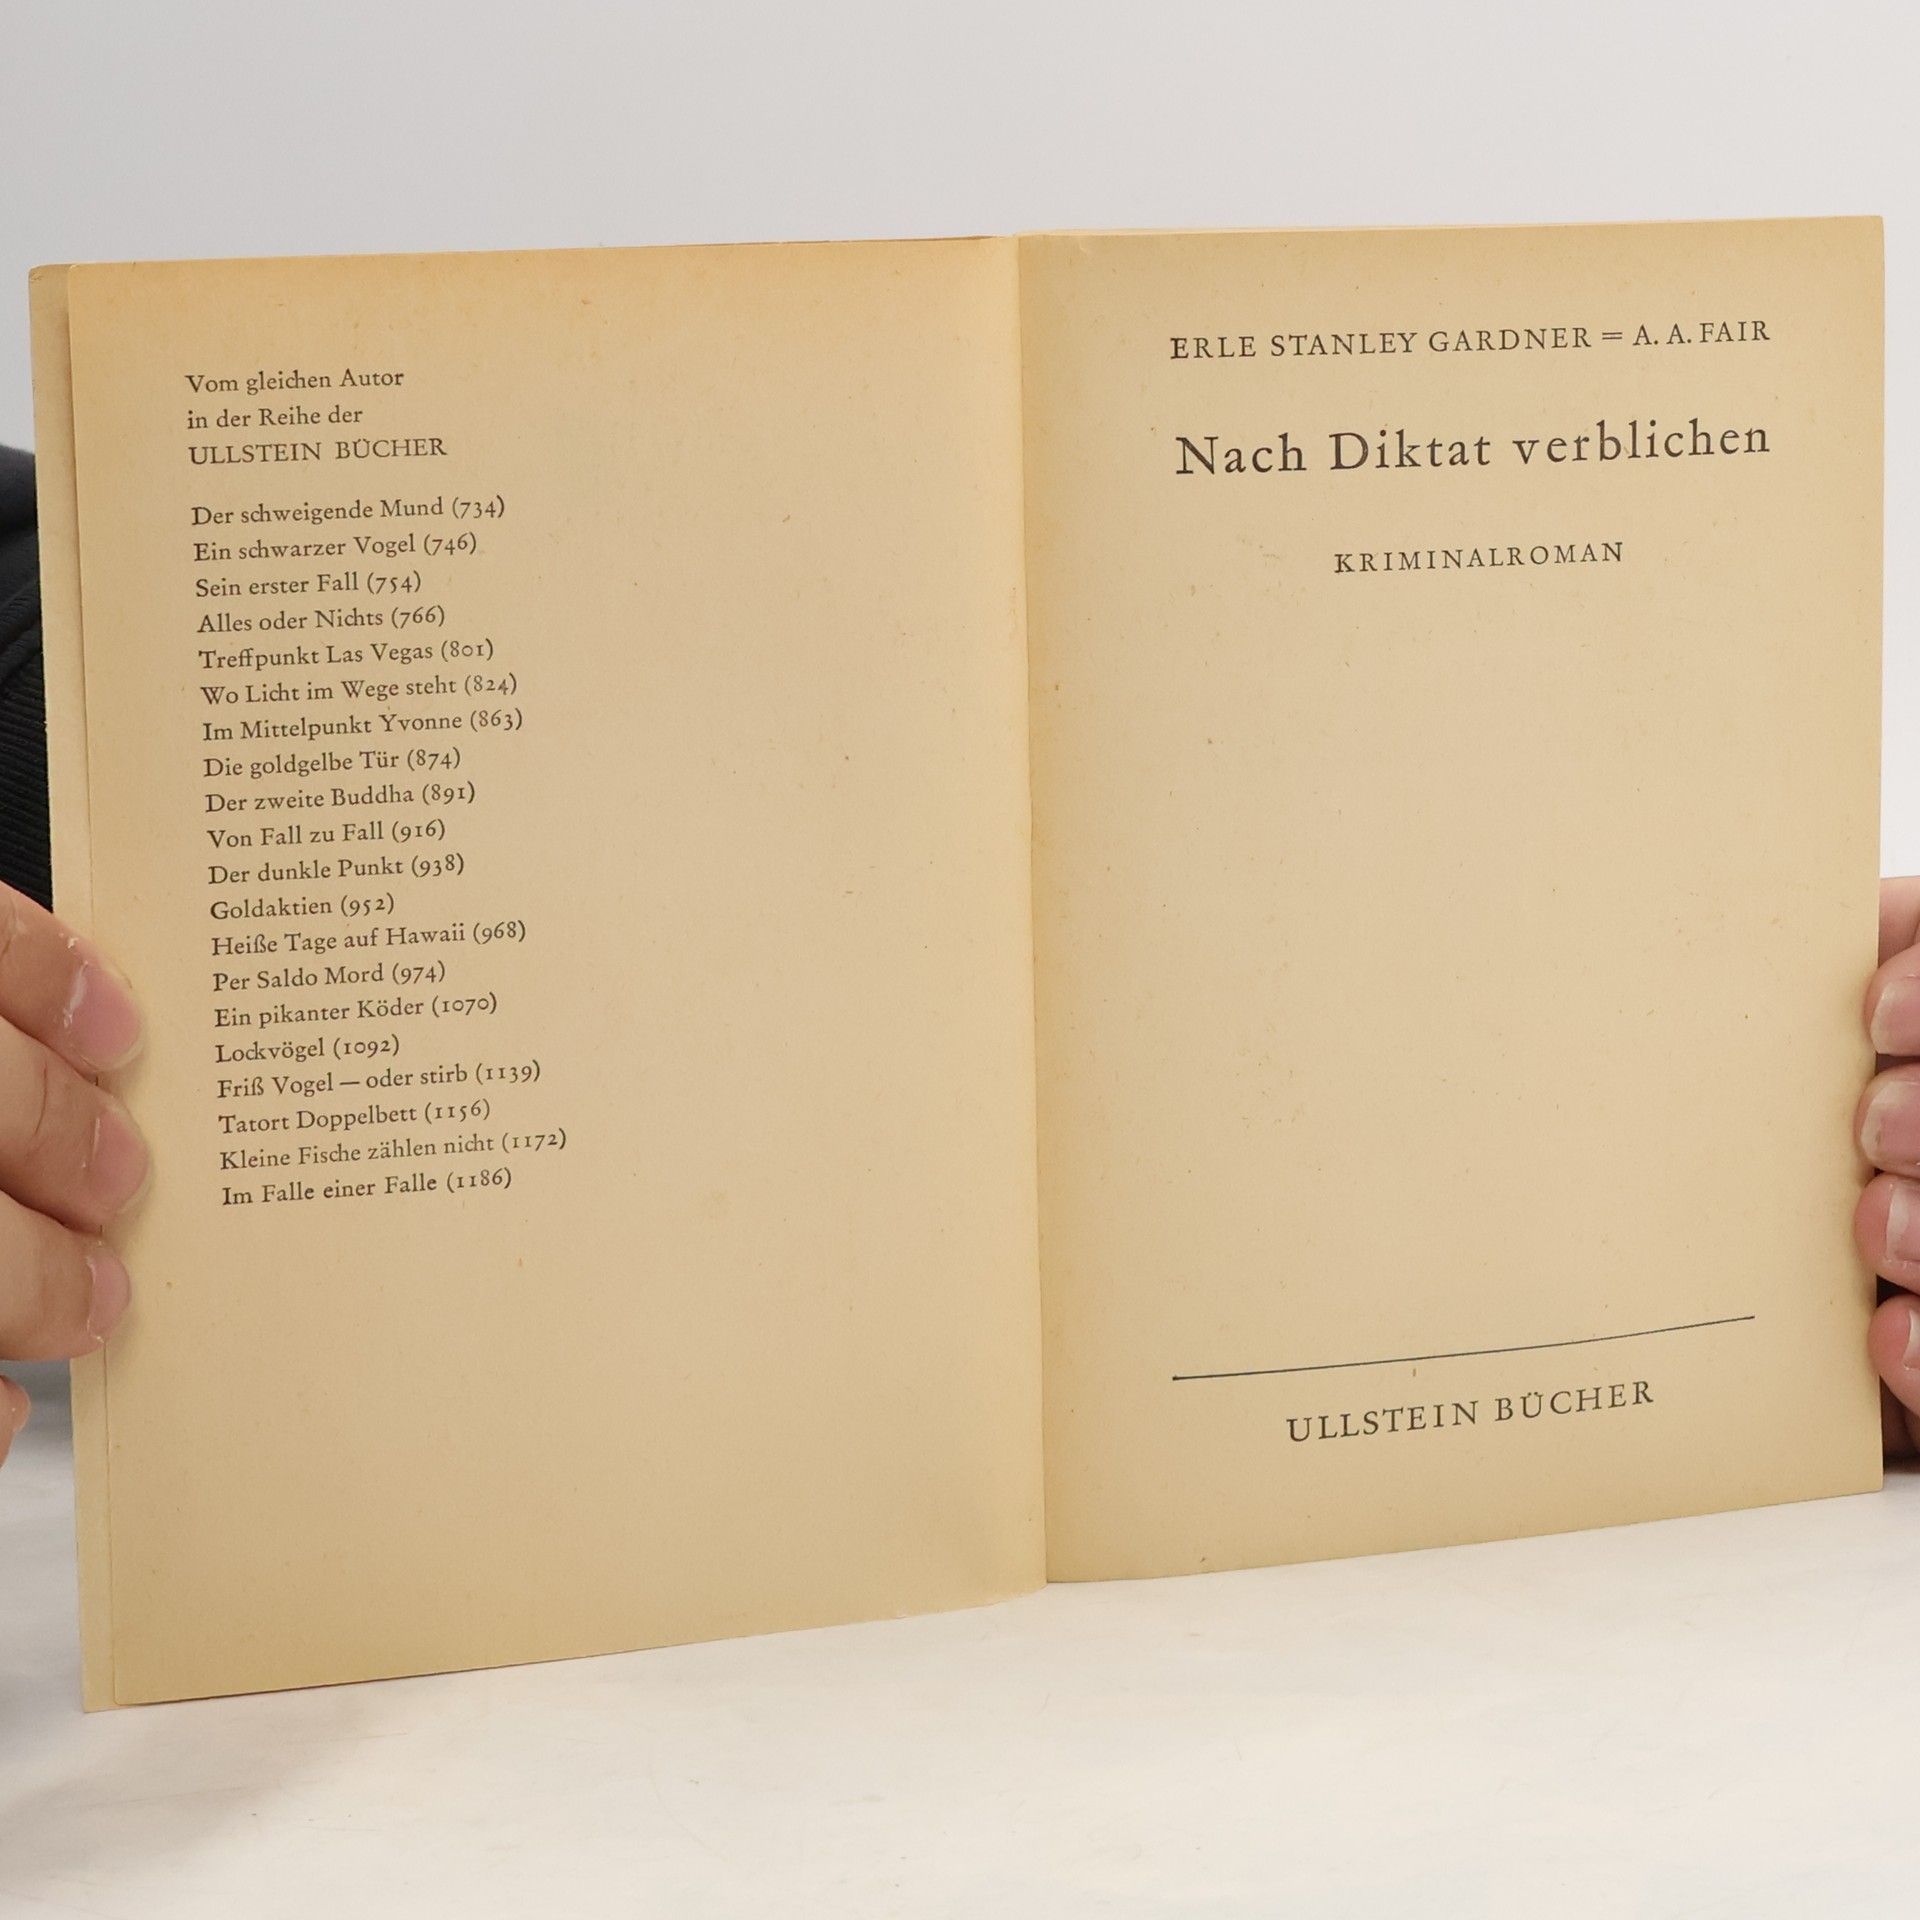 Vom gleichen Autor
in der Reihe der
ULLSTEIN BÜCHER
Der schweigende Mund (734)
Ein schwarzer Vogel (746)
Sein erster Fall (754)
Alles oder Nichts (766)
Treffpunkt Las Vegas (801)
Wo Licht im Wege steht (824)
Im Mittelpunkt Yvonne (863)
Die goldgelbe Tür (874)
Der zweite Buddha (891)
Von Fall zu Fall (916)
Der dunkle Punkt (938)
Goldaktien (952)
Heiße Tage auf Hawaii (968)
Per Saldo Mord (974)
Ein pikanter Köder (1070)
Lockvögel (1092)
Friß Vogel — oder stirb (1139)
Tatort Doppelbett (1156)
Kleine Fische zählen nicht (1172)
Im Falle einer Falle (1186)
ERLE STANLEY GARDNER = A. A. FAIR
Nach Diktat verblichen
KRIMINALROMAN
ULLSTEIN BÜCHER